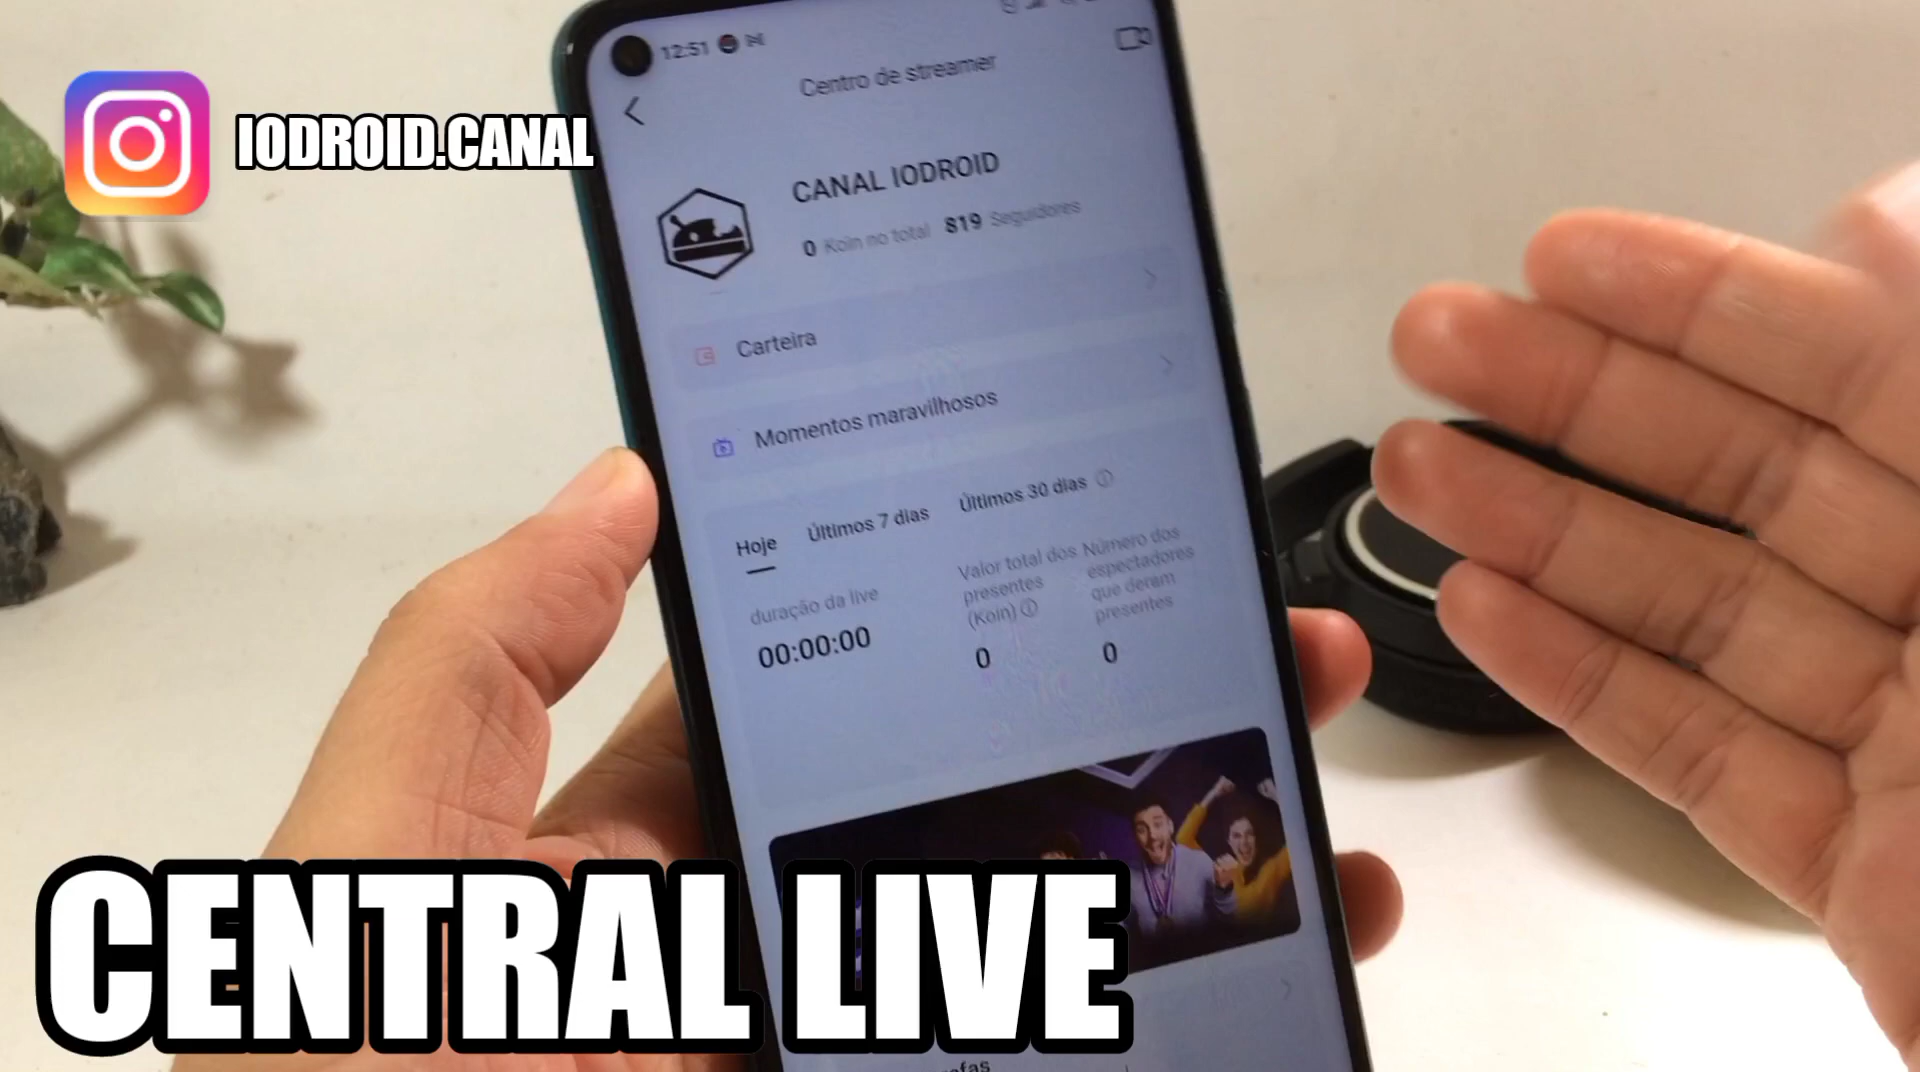 IODROID.CANAL
12:51
Centro de streamer
CANAL IODROID
0 Koin no total 819 Seguidores
Carteira
Momentos maravilhosos
Hoje Últimos 7 dias Últimos 30 dias
duração da live
00:00:00
Valor total dos
presentes
(Koin)
0
Número dos
espectadores
que deram
presentes
0
CENTRAL LIVE